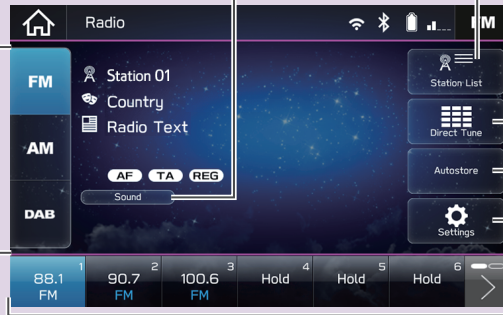 Radio
FM
FM
AM
DAB
Station 01
Country
Radio Text
AF TA REG
Sound
Station List
Direct Tune
Autostore
Settings
1 2 3 4 5 6
88.1 90.7 100.6 Hold Hold Hold
FM FM FM